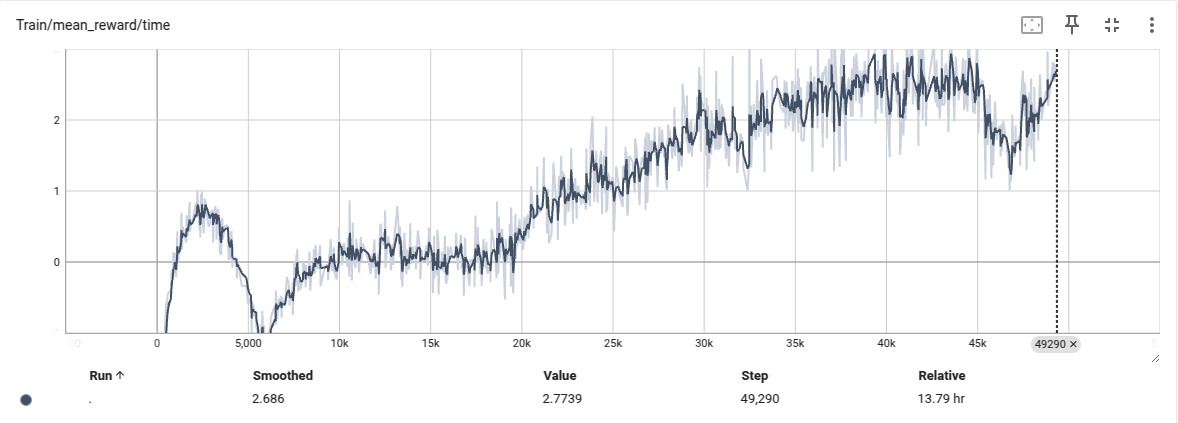 Train/mean_reward/time
2
1
0
0 5,000 10k 15k 20k 25k 30k 35k 40k 45k 49290 ✕
Run ↑ Smoothed Value Step Relative
. 2.686 2.7739 49,290 13.79 hr